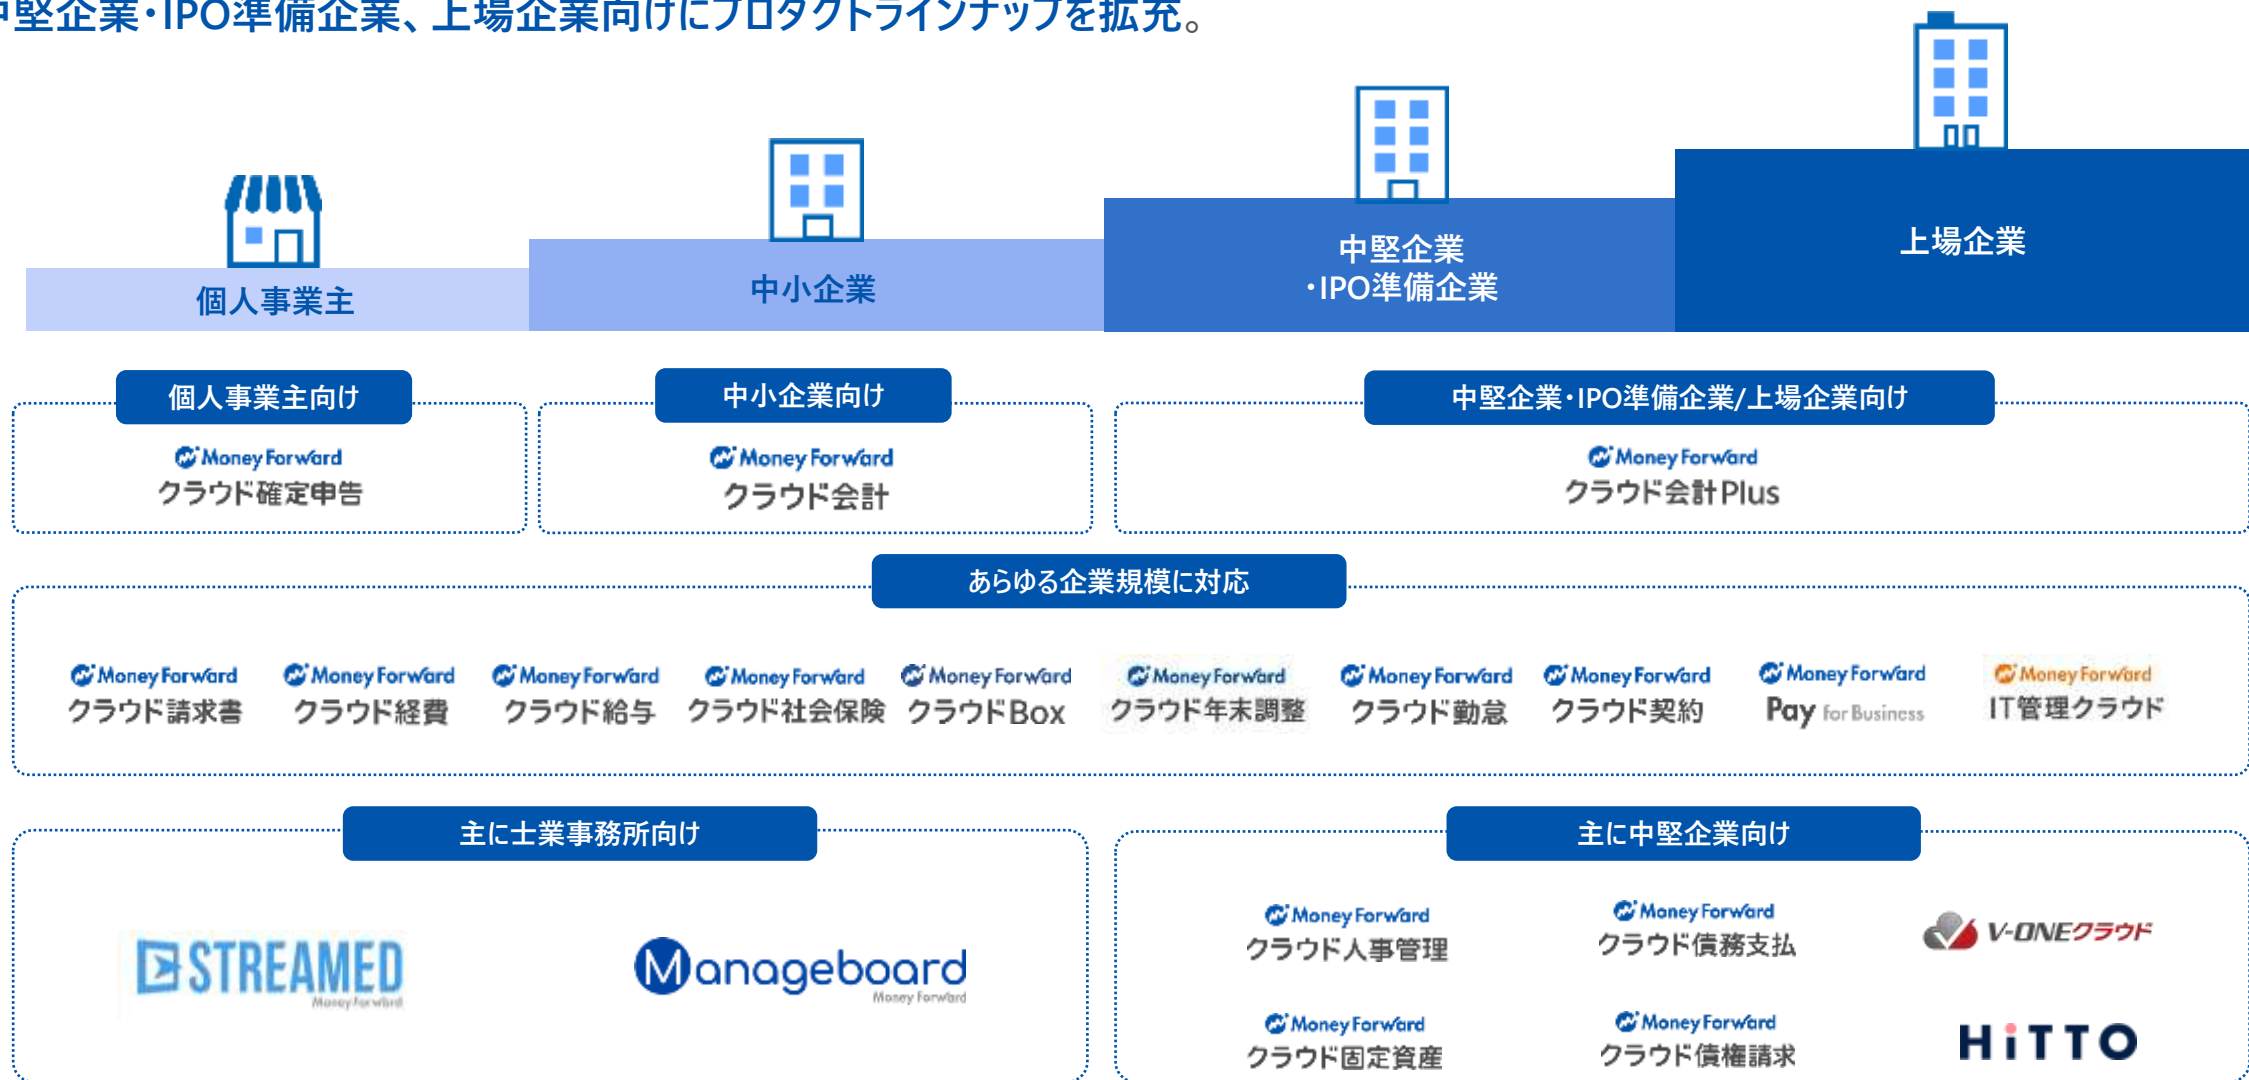 中堅企業・IPO準備企業、上場企業向けにプロダクトラインナップを拡充。
個人事業主
中小企業
中堅企業
・IPO準備企業
上場企業
個人事業主向け
中小企業向け
中堅企業・IPO準備企業/上場企業向け
Money Forward
クラウド確定申告
Money Forward
クラウド会計
Money Forward
クラウド会計Plus
あらゆる企業規模に対応
Money Forward
クラウド請求書
Money Forward
クラウド経費
Money Forward
クラウド給与
Money Forward
クラウド社会保険
Money Forward
クラウドBox
Money Forward
クラウド年末調整
Money Forward
クラウド勤怠
Money Forward
クラウド契約
Money Forward
Pay for Business
Money Forward
IT管理クラウド
主に士業事務所向け
主に中堅企業向け
STREAMED
Money Forward
Manageboard
Money Forward
Money Forward
クラウド人事管理
Money Forward
クラウド債務支払
V-ONEクラウド
Money Forward
クラウド固定資産
Money Forward
クラウド債権請求
HiTTO